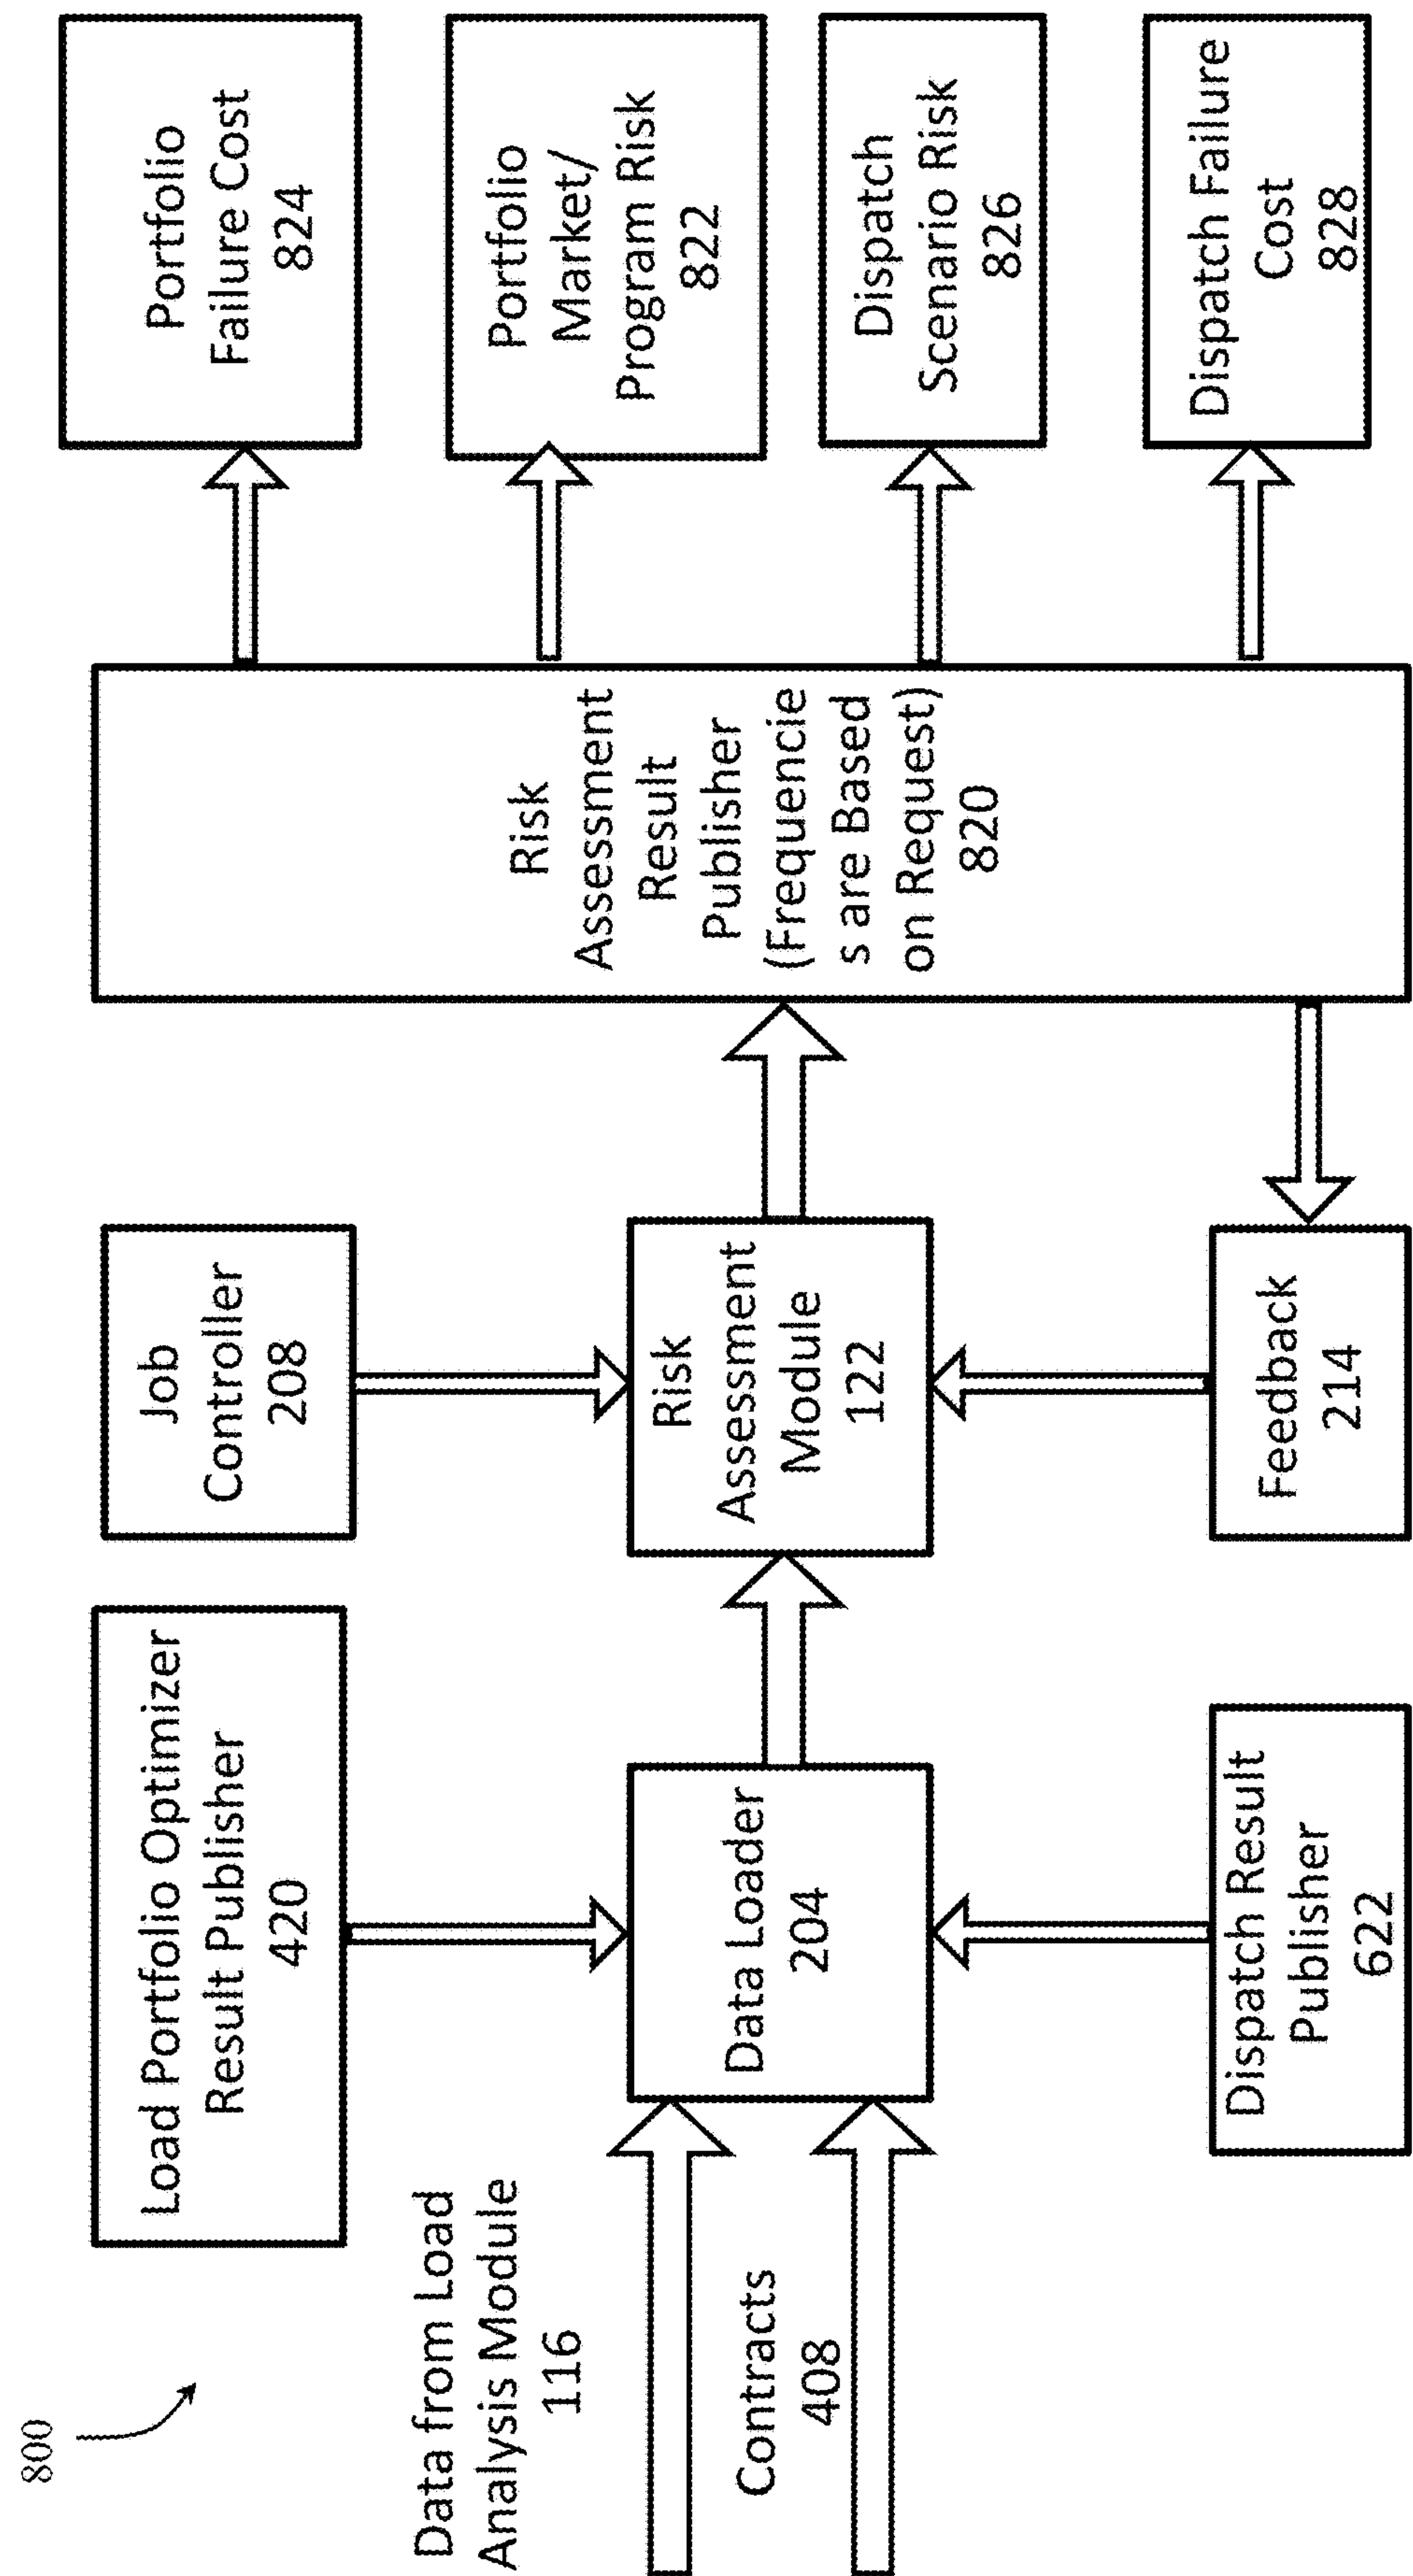 800
Load Portfolio Optimizer
Result Publisher
420
Job
Controller
208
Portfolio
Failure Cost
824
Data from Load
Analysis Module
116
Contracts
408
Data Loader
204
Risk
Assessment
Module
122
Risk
Assessment
Result
Publisher
(Frequencie
s are Based
on Request)
820
Portfolio
Market/
Program Risk
822
Dispatch
Scenario Risk
826
Dispatch Result
Publisher
622
Feedback
214
Dispatch Failure
Cost
828